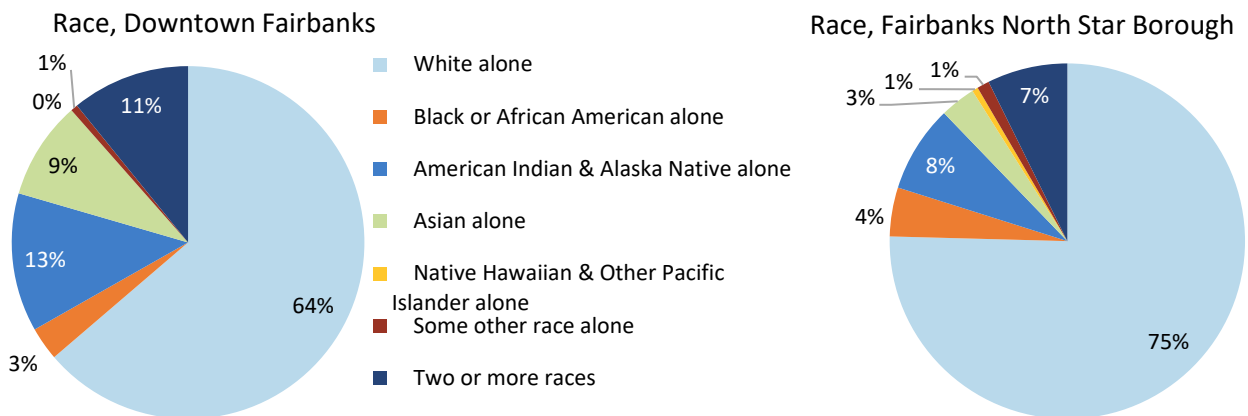 Race, Downtown Fairbanks
1%
0%
11%
9%
13%
3%
64%
White alone
Black or African American alone
American Indian & Alaska Native alone
Asian alone
Native Hawaiian & Other Pacific
Islander alone
Some other race alone
Two or more races
Race, Fairbanks North Star Borough
1%
1%
3%
7%
8%
4%
75%